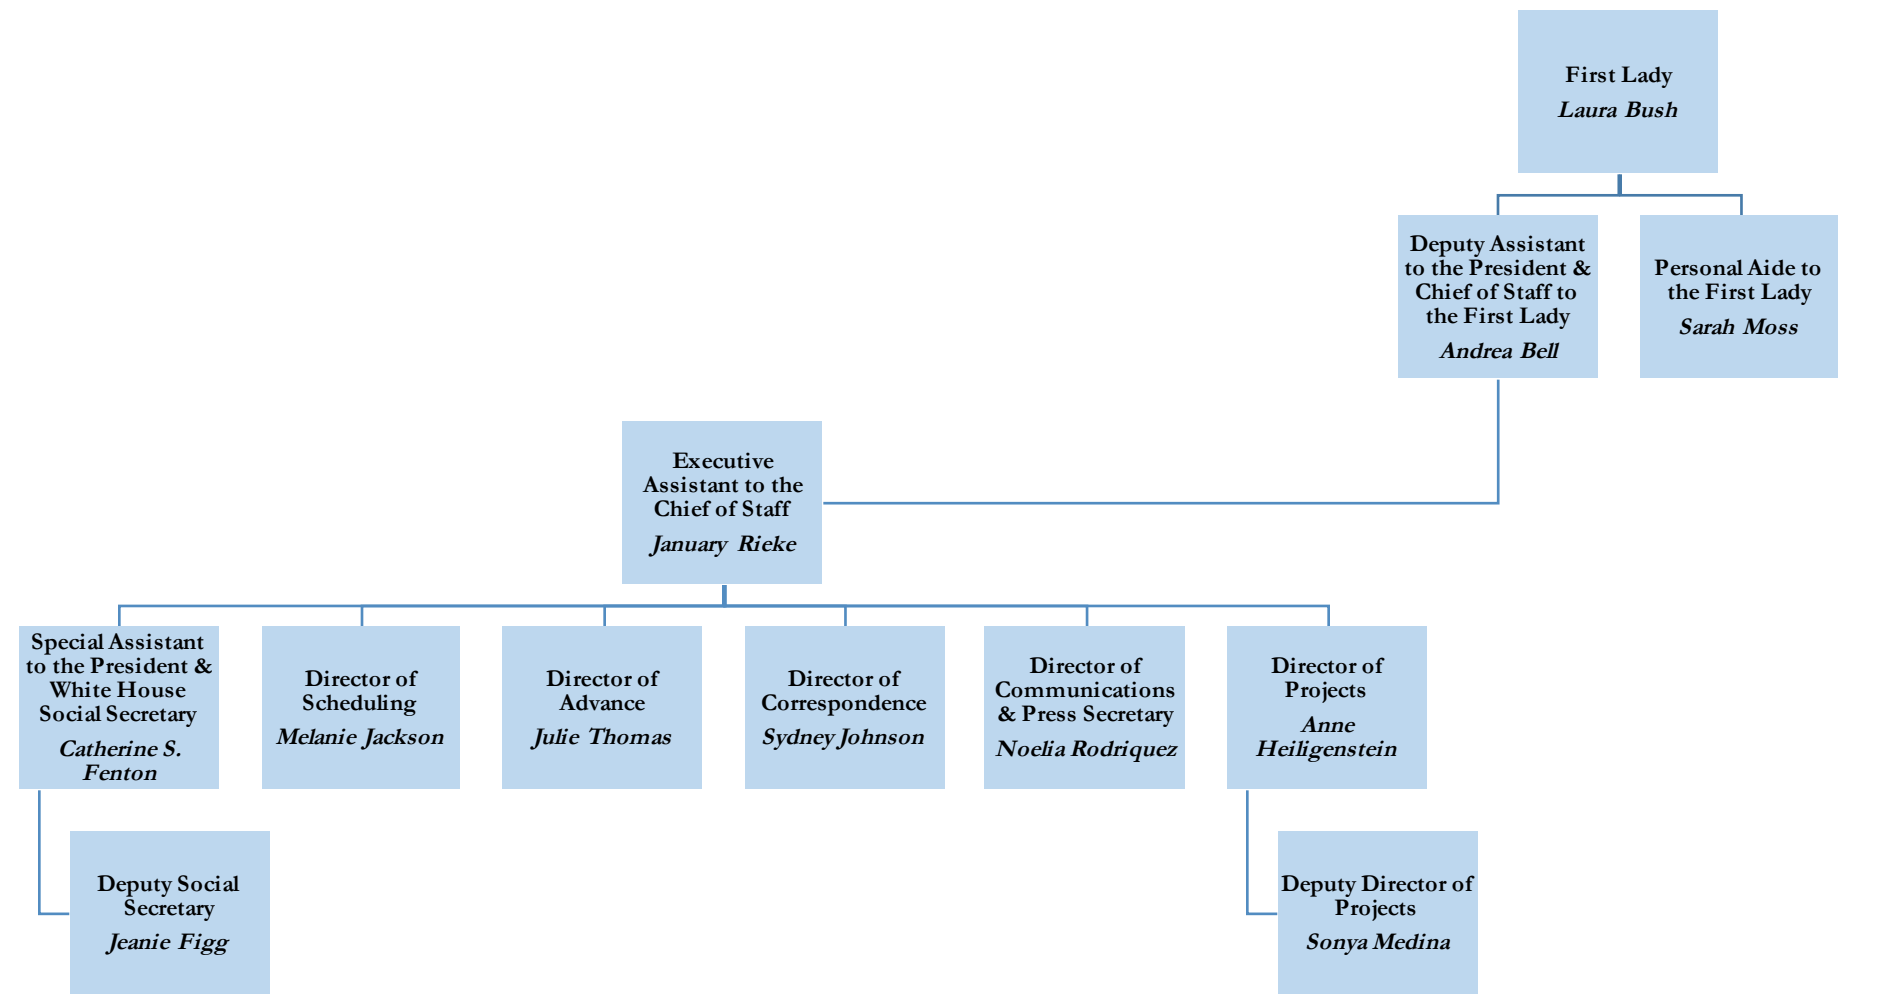 First Lady
Laura Bush
Deputy Assistant
to the President &
Chief of Staff to
the First Lady
Andrea Bell
Personal Aide to
the First Lady
Sarah Moss
Executive
Assistant to the
Chief of Staff
January Rieke
Special Assistant
to the President &
White House
Social Secretary
Catherine S.
Fenton
Director of
Scheduling
Melanie Jackson
Director of
Advance
Julie Thomas
Director of
Correspondence
Sydney Johnson
Director of
Communications
& Press Secretary
Noelia Rodriquez
Director of
Projects
Anne
Heiligenstein
Deputy Social
Secretary
Jeanie Figg
Deputy Director of
Projects
Sonya Medina